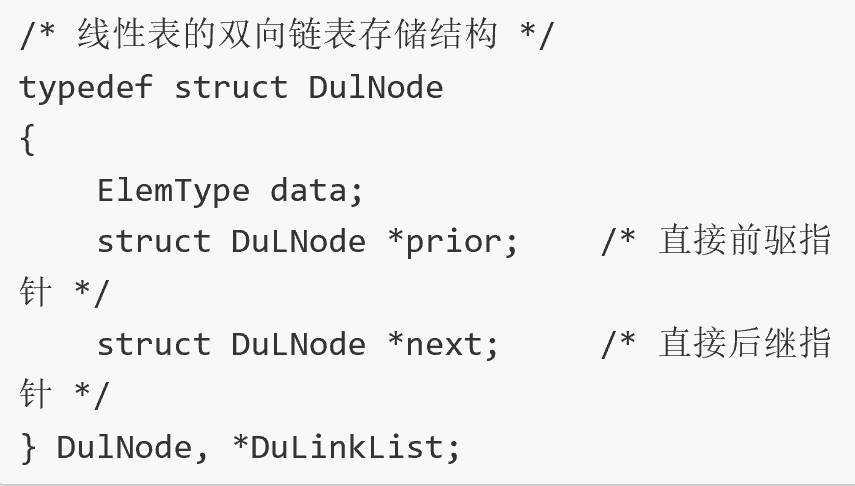 /* 线性表的双向链表存储结构 */
typedef struct DulNode
{
    ElemType data;
    struct DuLNode *prior;    /* 直接前驱指
针 */
    struct DuLNode *next;     /* 直接后继指
针 */
} DulNode, *DuLinkList;